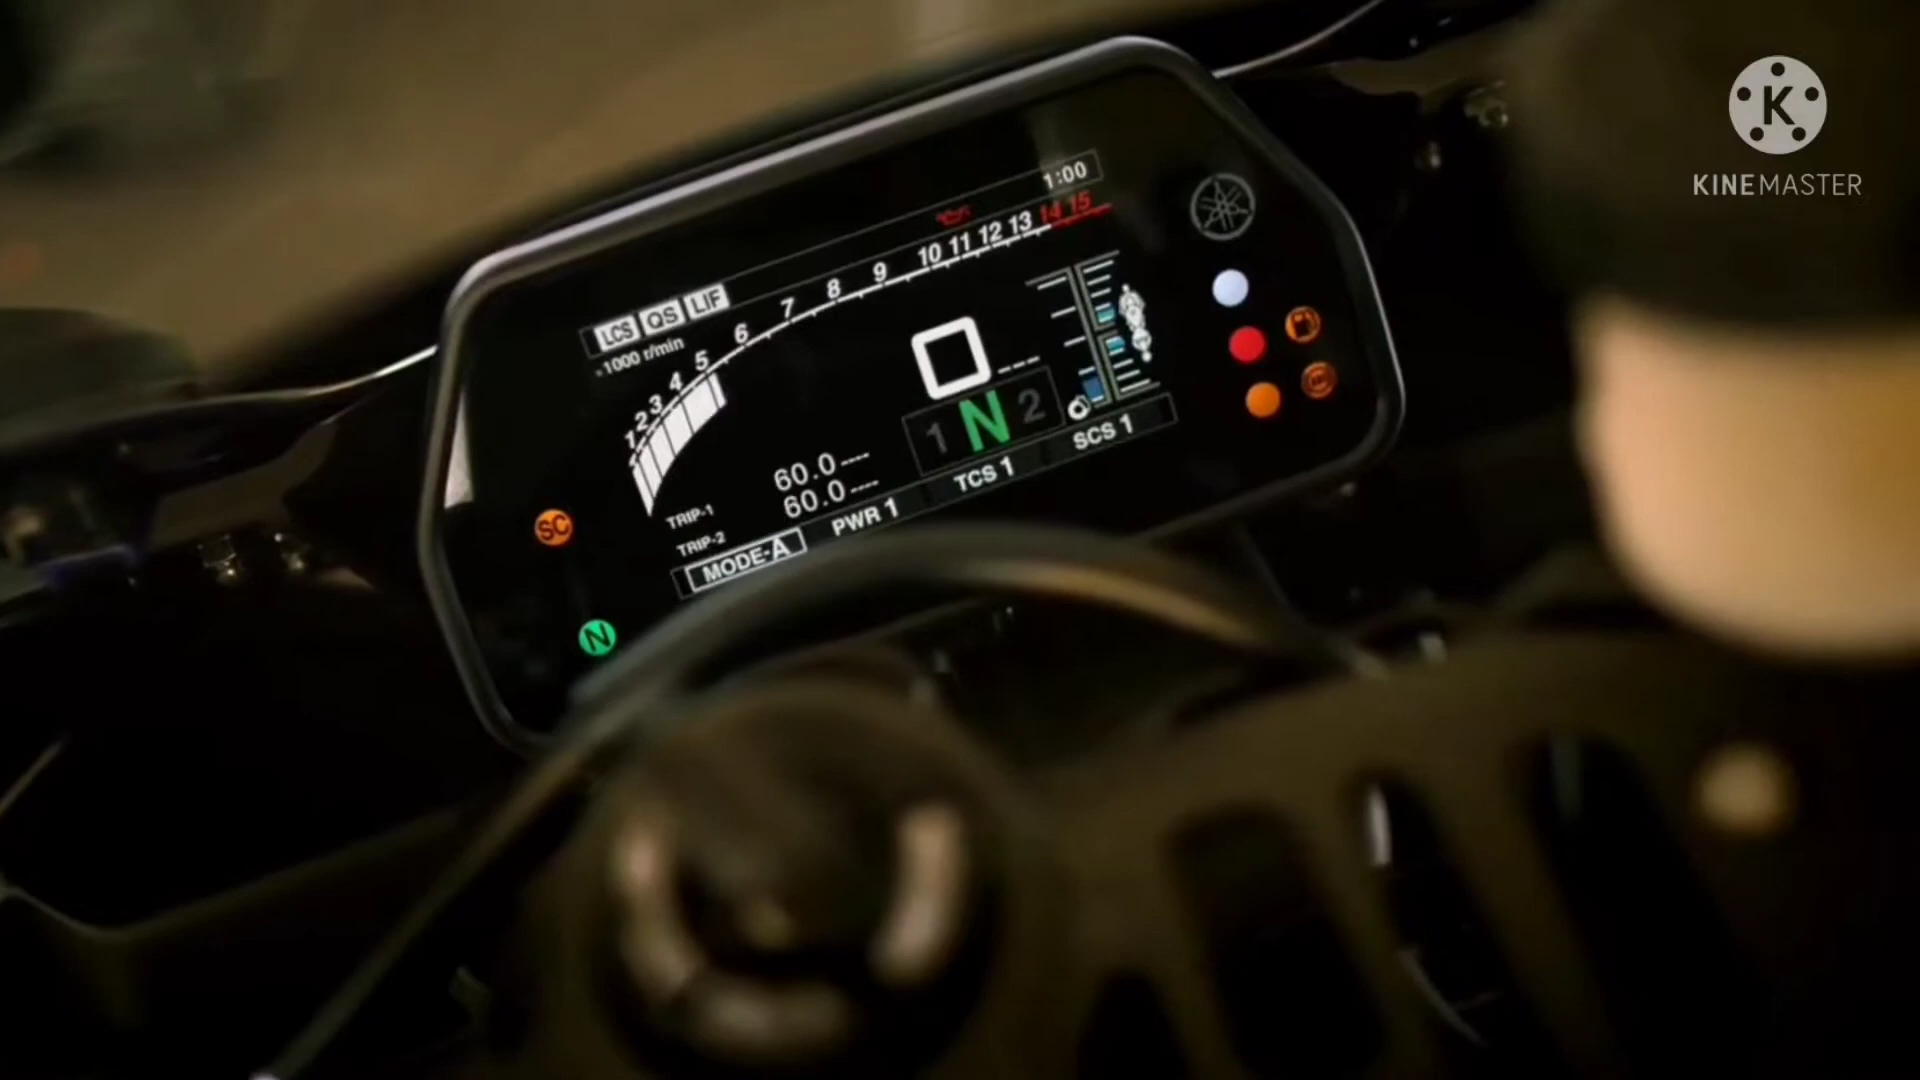 K
KINEMASTER
1:00
LCS QS LIF
×1000 r/min
1 2 3 4 5 6 7 8 9 10 11 12 13 14 15
0
1 N 2
60.0 ----
60.0 ----
TRIP-1
TRIP-2
MODE-A PWR 1 TCS 1 SCS 1
SC
N